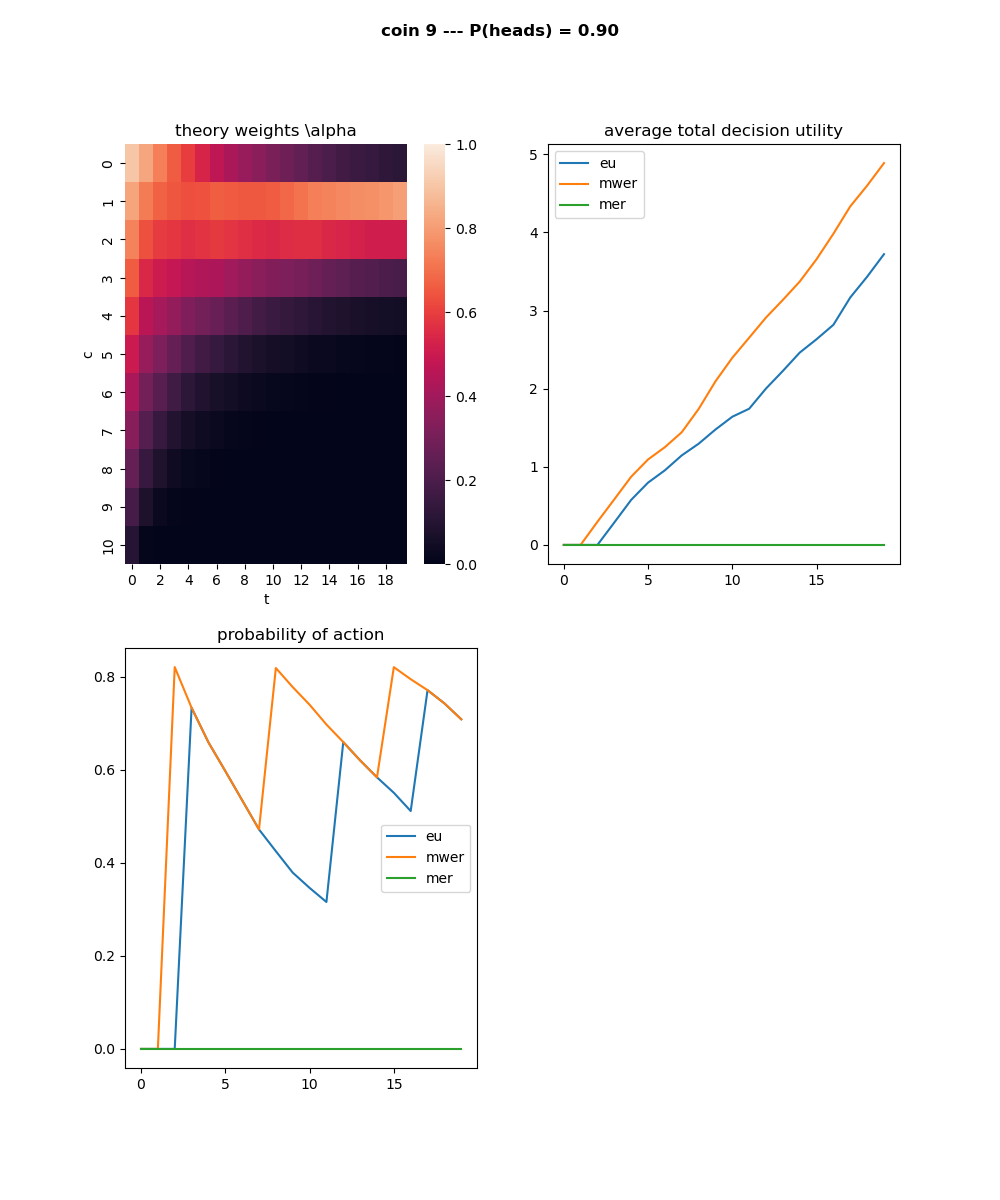 coin 9 --- P(heads) = 0.90
theory weights \alpha
0
1
2
3
4
5
6
7
8
9
10
c
0 2 4 6 8 10 12 14 16 18
t
1.0
0.8
0.6
0.4
0.2
0.0
average total decision utility
eu
mwer
mer
5
4
3
2
1
0
0 5 10 15
probability of action
0.8
0.6
0.4
0.2
0.0
eu
mwer
mer
0 5 10 15